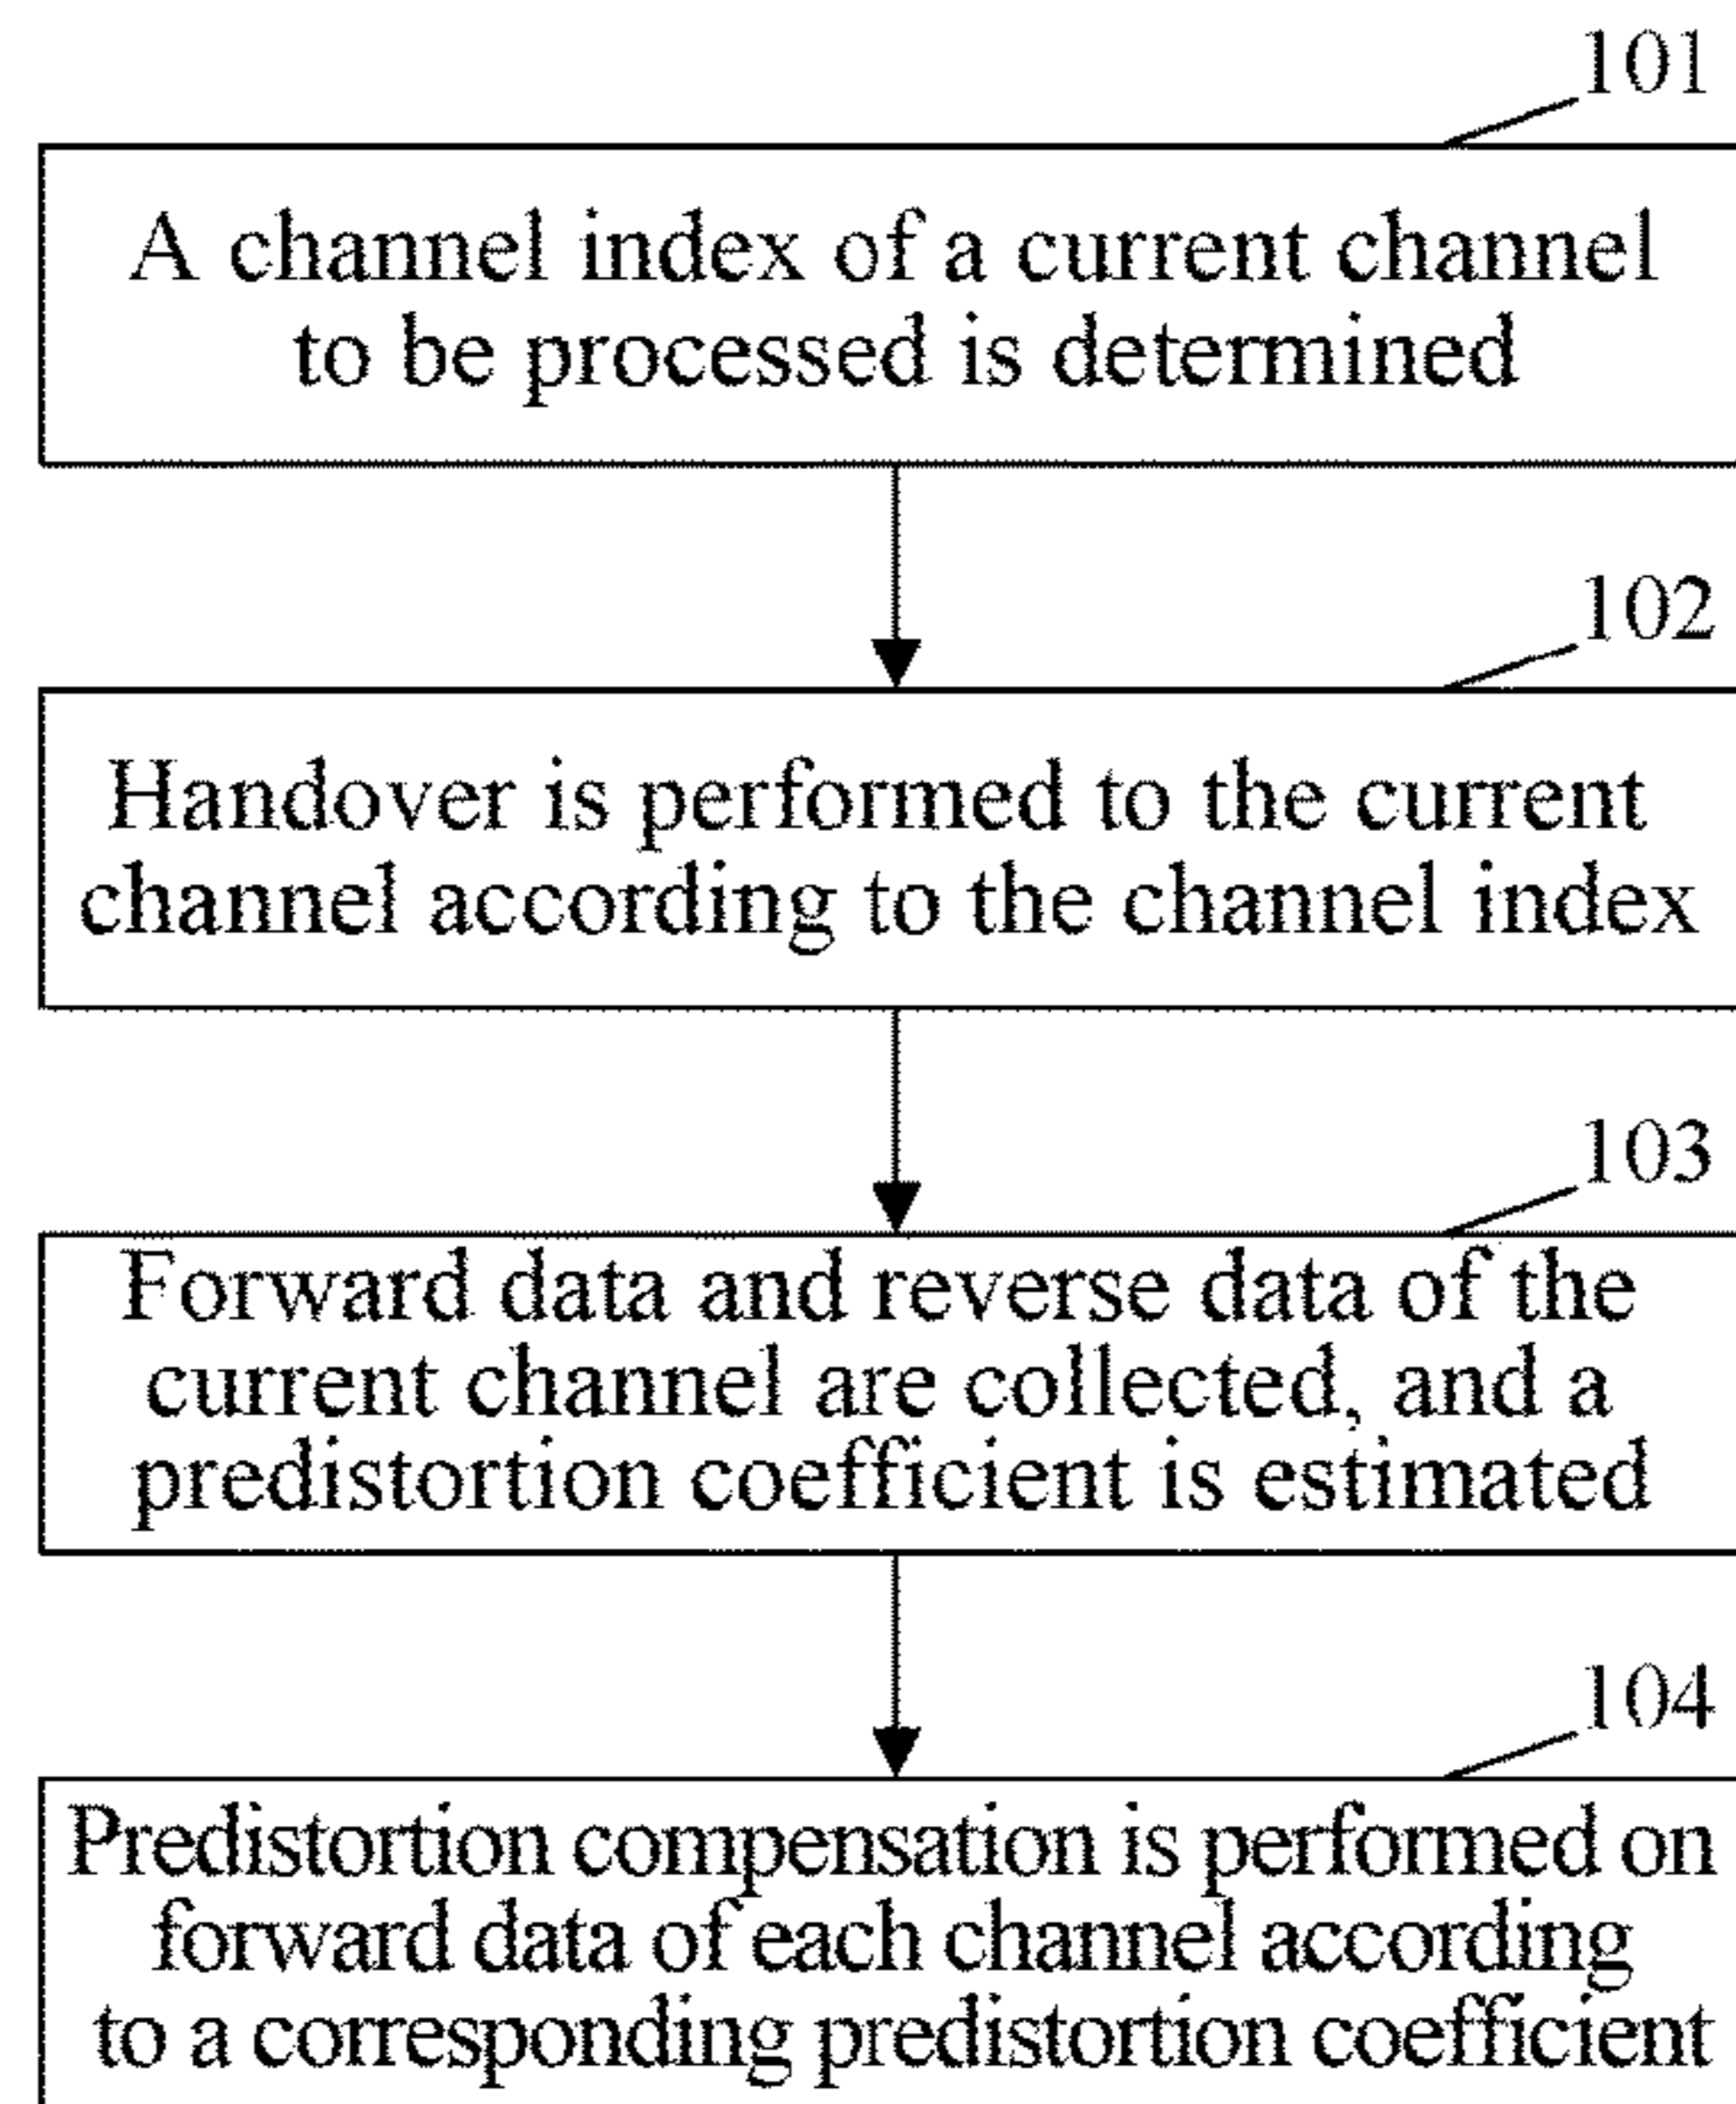 101
A channel index of a current channel
to be processed is determined
102
Handover is performed to the current
channel according to the channel index
103
Forward data and reverse data of the
current channel are collected, and a
predistortion coefficient is estimated
104
Predistortion compensation is performed on
forward data of each channel according
to a corresponding predistortion coefficient